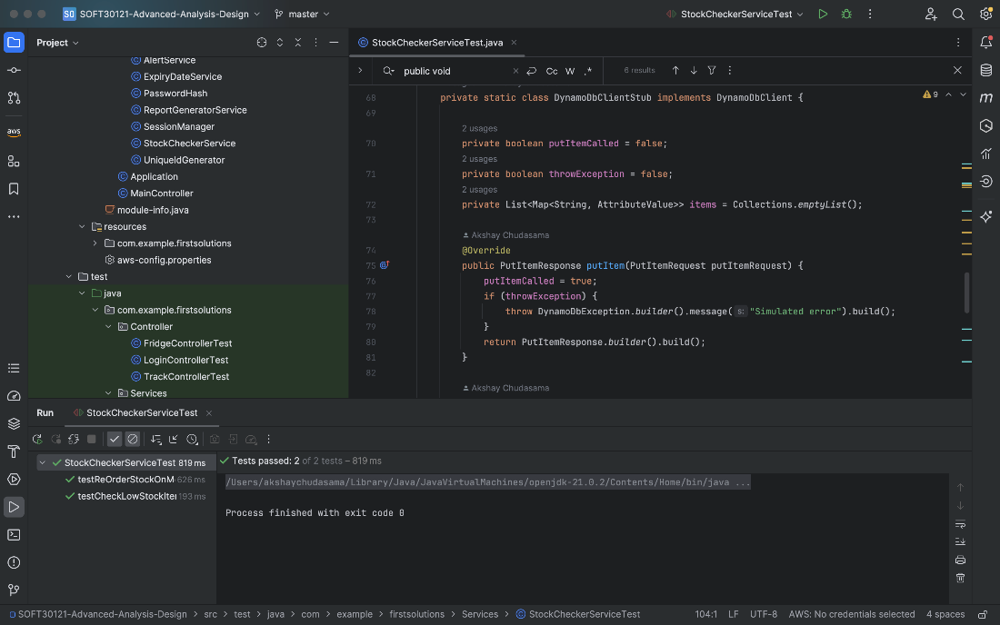 SO SOFT30121-Advanced-Analysis-Design master StockCheckerServiceTest
Project
StockCheckerServiceTest.java
AlertService
ExpiryDateService
PasswordHash
ReportGeneratorService
SessionManager
StockCheckerService
UniqueIdGenerator
Application
MainController
module-info.java
resources
com.example.firstsolutions
aws-config.properties
test
java
com.example.firstsolutions
Controller
FridgeControllerTest
LoginControllerTest
TrackControllerTest
Services
aws
public void Cc W .* 6 results
68 private static class DynamoDbClientStub implements DynamoDbClient {
9
69
2 usages
70 private boolean putItemCalled = false;
2 usages
71 private boolean throwException = false;
2 usages
72 private List<Map<String, AttributeValue>> items = Collections.emptyList();
73
Akshay Chudasama
74 @Override
75 public PutItemResponse putItem(PutItemRequest putItemRequest) {
76 putItemCalled = true;
77 if (throwException) {
78 throw DynamoDbException.builder().message( s: "Simulated error").build();
79 }
80 return PutItemResponse.builder().build();
81 }
82
Akshay Chudasama
m
Run StockCheckerServiceTest
StockCheckerServiceTest 819 ms
testReOrderStockOnM 626 ms
testCheckLowStockIter 193 ms
Tests passed: 2 of 2 tests – 819 ms
/Users/akshaychudasama/Library/Java/JavaVirtualMachines/openjdk-21.0.2/Contents/Home/bin/java ...
Process finished with exit code 0
SOFT30121-Advanced-Analysis-Design > src > test > java > com > example > firstsolutions > Services > StockCheckerServiceTest
104:1 LF UTF-8 AWS: No credentials selected 4 spaces